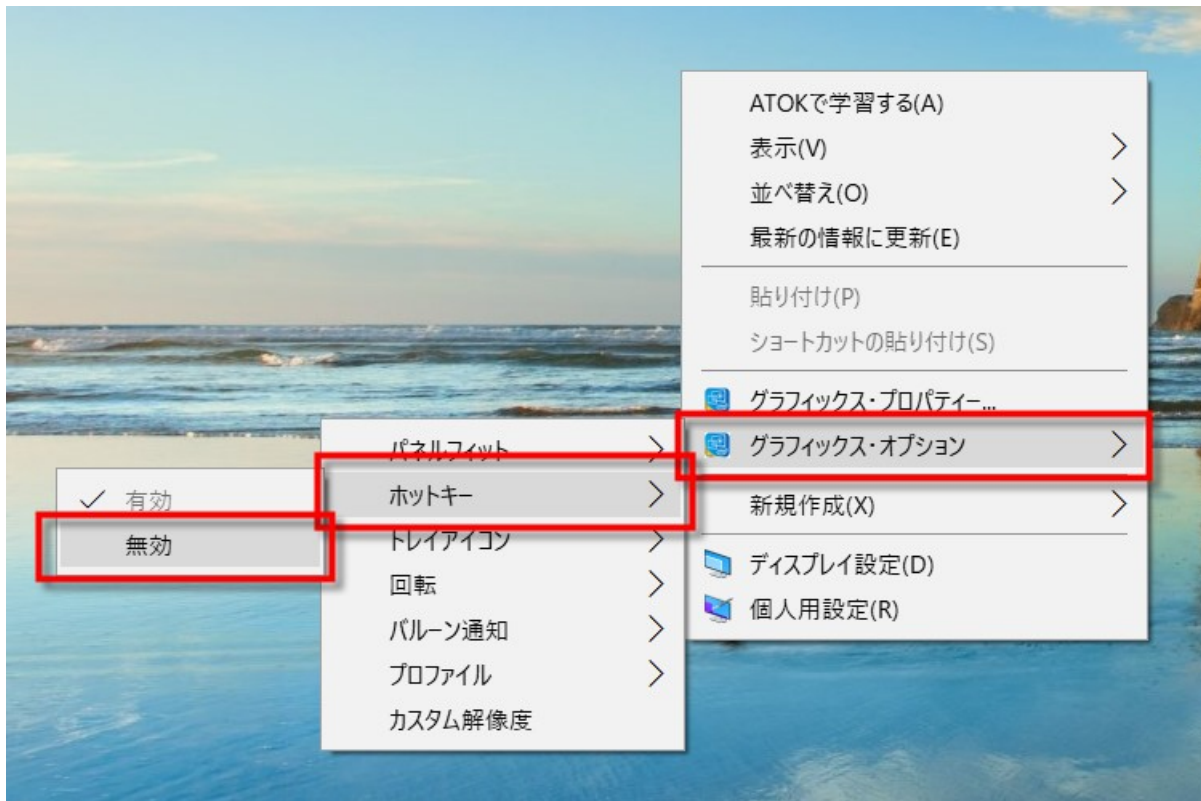 ATOKで学習する(A)
表示(V)
並べ替え(O)
最新の情報に更新(E)
貼り付け(P)
ショートカットの貼り付け(S)
グラフィックス・プロパティー...
グラフィックス・オプション
新規作成(X)
ディスプレイ設定(D)
個人用設定(R)
パネルフィット
ホットキー
トレイアイコン
回転
バルーン通知
プロファイル
カスタム解像度
有効
無効